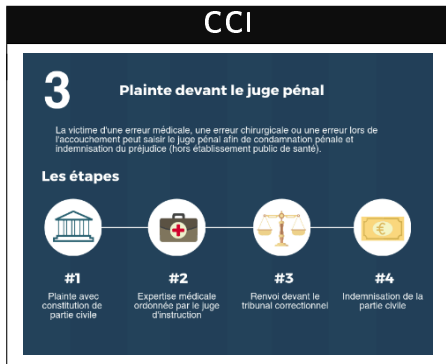 CCI
3
Plainte devant le juge pénal
La victime d'une erreur médicale, une erreur chirurgicale ou une erreur lors de
l'accouchement peut saisir le juge pénal afin de condamnation pénale et
indemnisation du préjudice (hors établissement public de santé).
Les étapes
#1
Plainte avec
constitution de
partie civile
#2
Expertise médicale
ordonnée par le juge
d'instruction
#3
Renvoi devant le
tribunal correctionnel
#4
Indemnisation de la
partie civile